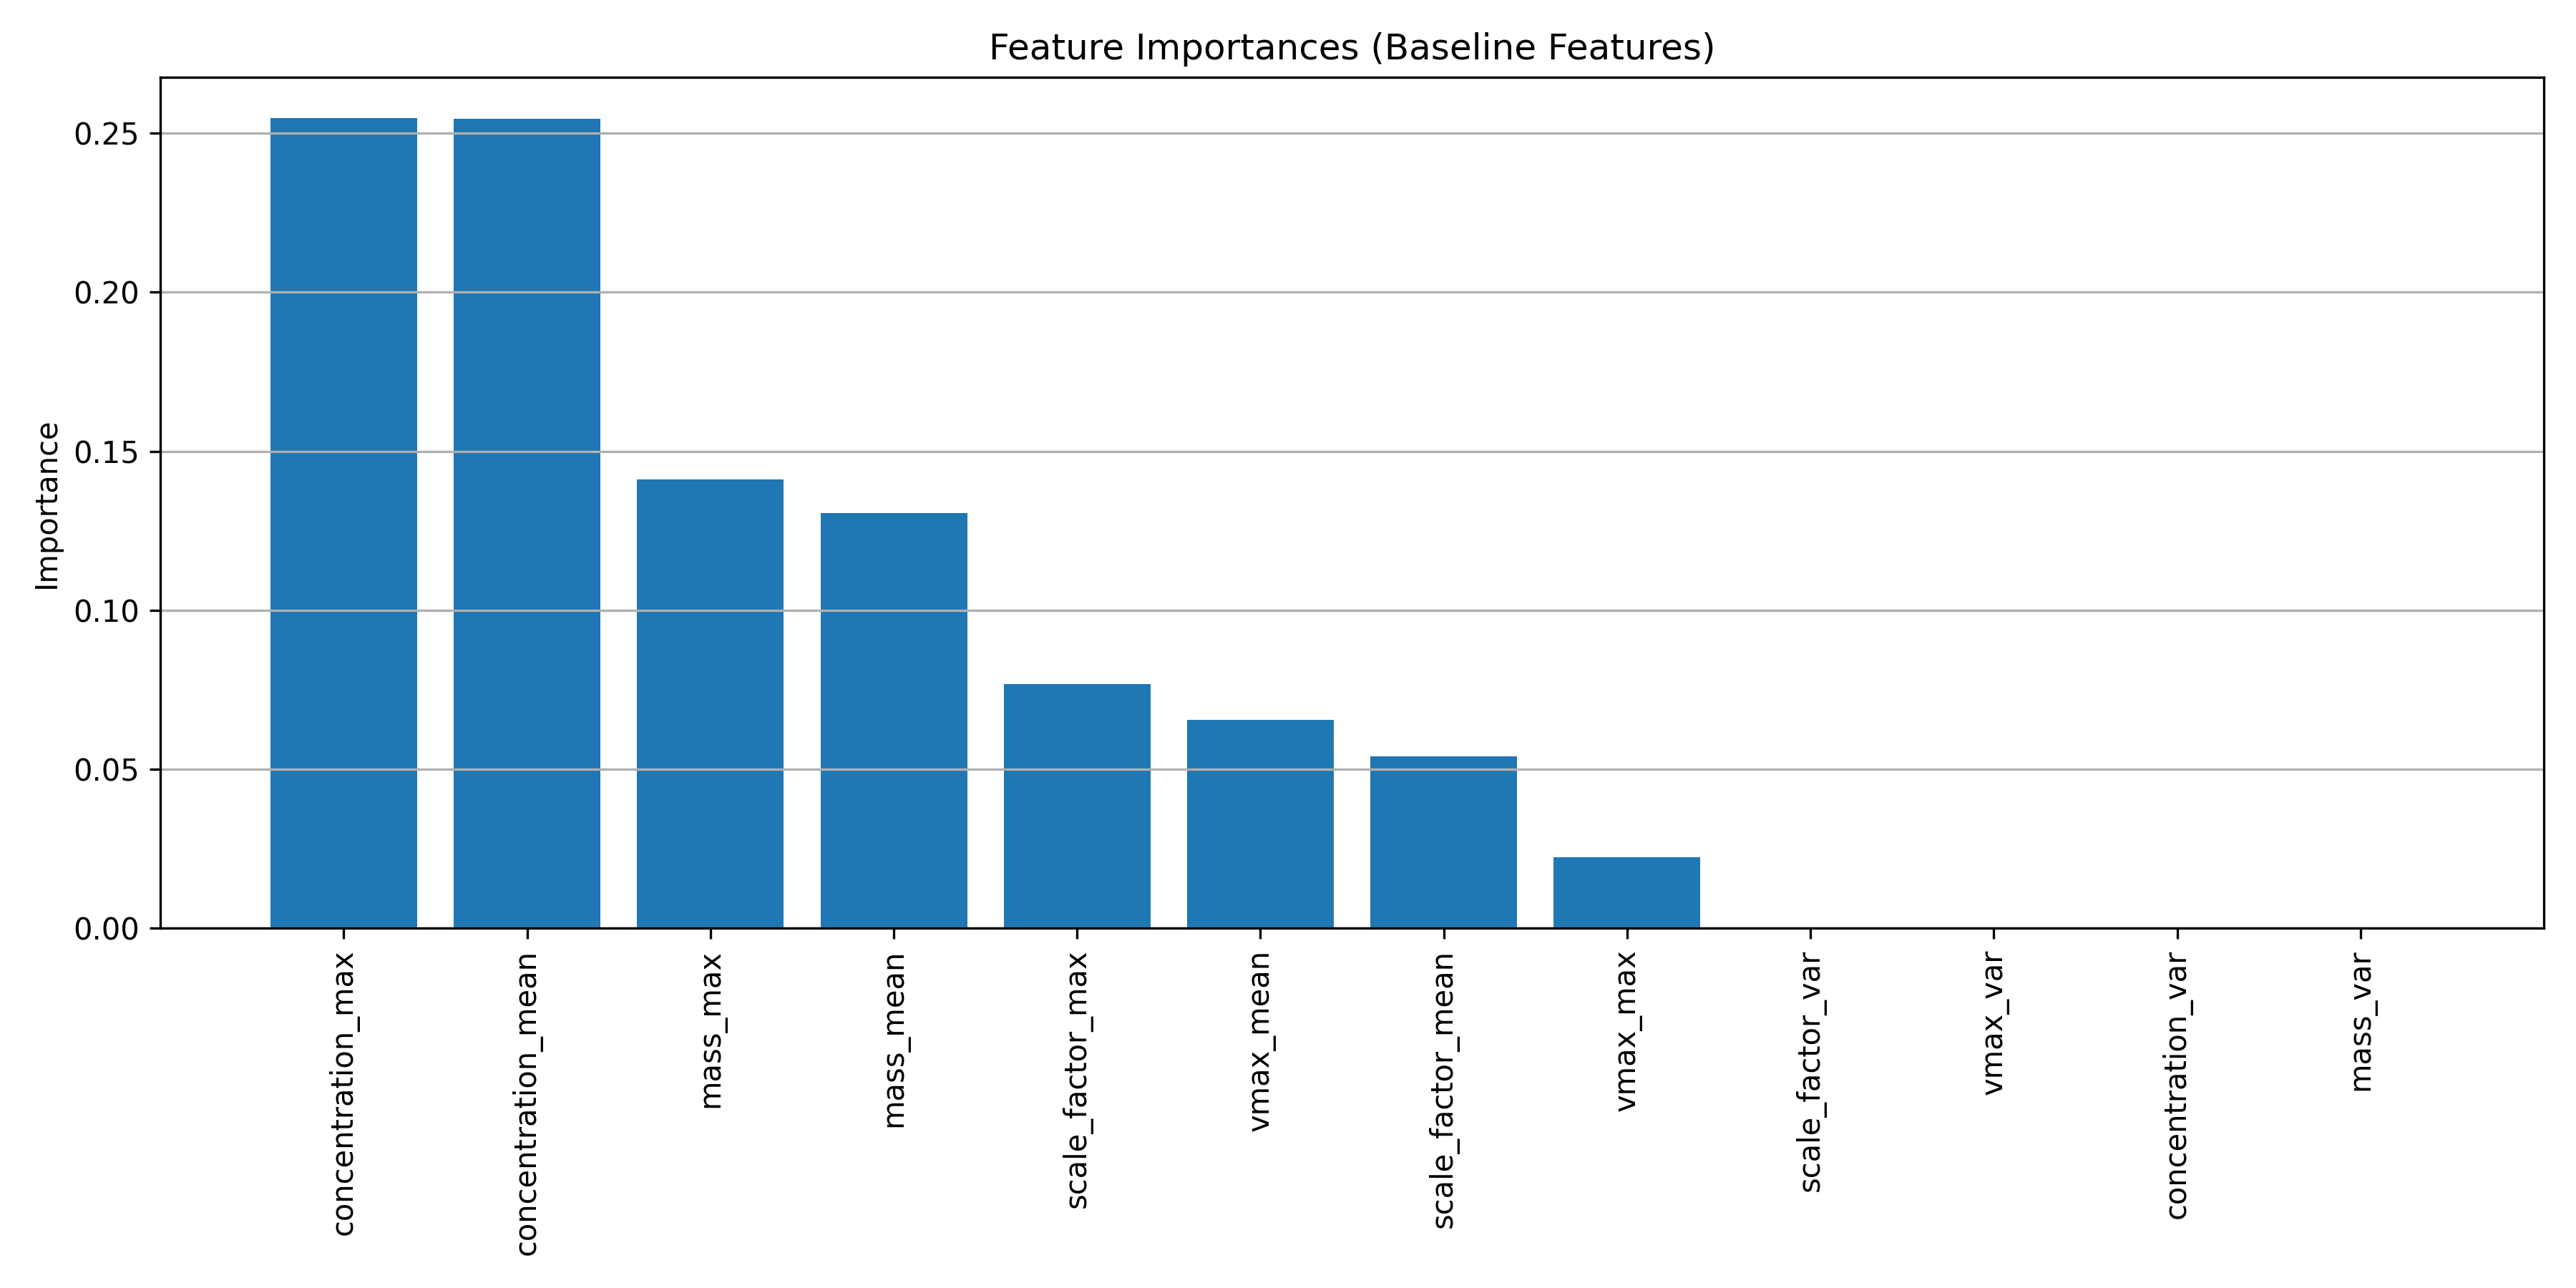 Feature Importances (Baseline Features)
Importance
0.25
0.20
0.15
0.10
0.05
0.00
concentration_max
concentration_mean
mass_max
mass_mean
scale_factor_max
vmax_mean
scale_factor_mean
vmax_max
scale_factor_var
vmax_var
concentration_var
mass_var